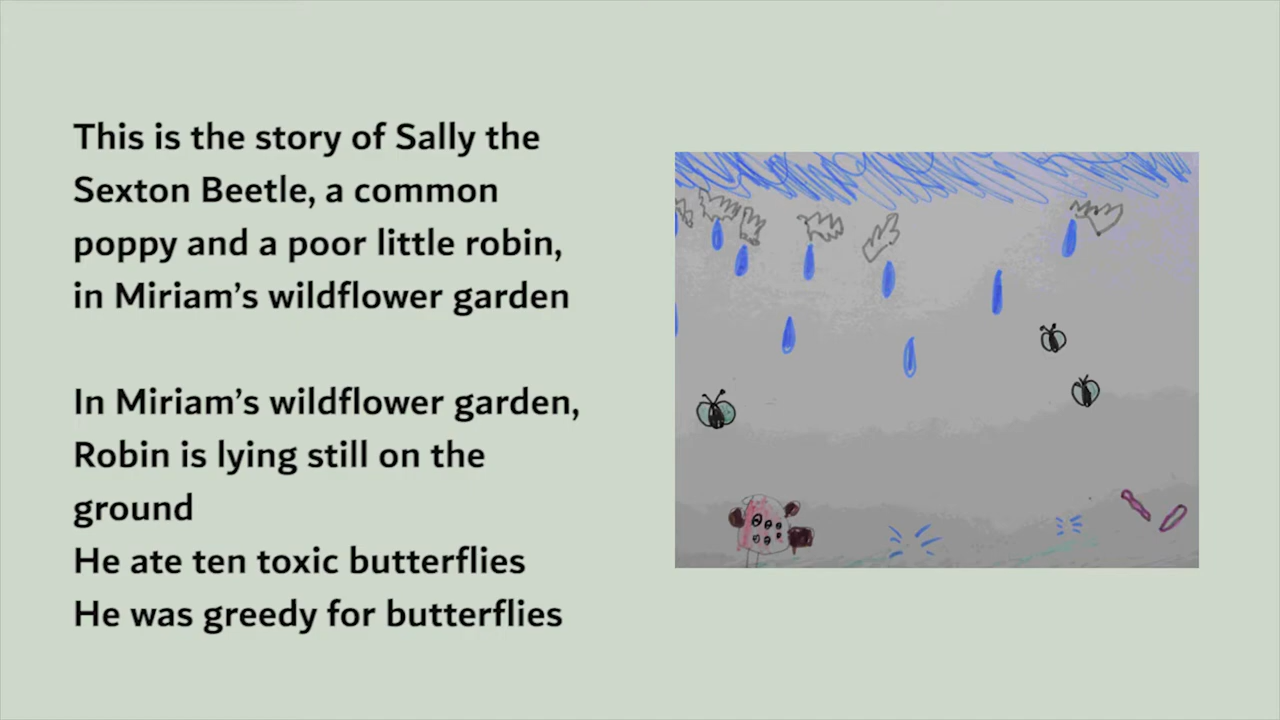 This is the story of Sally the
Sexton Beetle, a common
poppy and a poor little robin,
in Miriam’s wildflower garden
In Miriam’s wildflower garden,
Robin is lying still on the
ground
He ate ten toxic butterflies
He was greedy for butterflies